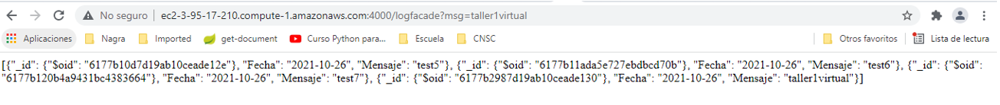 No seguro | ec2-3-95-17-210.compute-1.amazonaws.com:4000/logfacade?msg=taller1virtual
Aplicaciones Nagra Imported get-document Curso Python para... Escuela CNSC Otros favoritos Lista de lectura
[{"_id": {"$oid": "6177b10d7d19ab10ceade12e"}, "Fecha": "2021-10-26", "Mensaje": "test5"}, {"_id": {"$oid": "6177b11ada5e727ebdbcd70b"}, "Fecha": "2021-10-26", "Mensaje": "test6"}, {"_id": {"$oid":
"6177b120b4a9431bc4383664"}, "Fecha": "2021-10-26", "Mensaje": "test7"}, {"_id": {"$oid": "6177b2987d19ab10ceade130"}, "Fecha": "2021-10-26", "Mensaje": "taller1virtual"}]